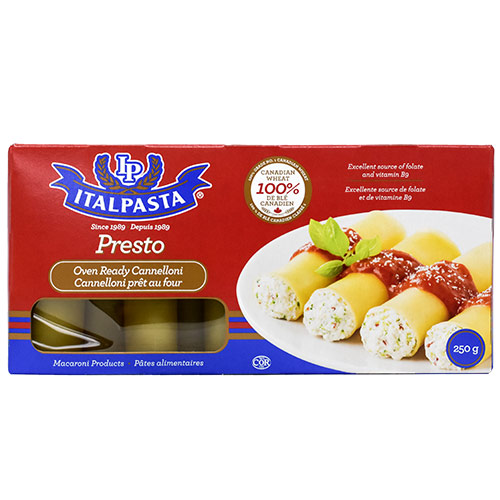 IP
ITALPASTA®
Since 1989 Depuis 1989
Presto
Oven Ready Cannelloni
Cannelloni prêt au four
Macaroni Products · Pâtes alimentaires
CANADIAN
WHEAT
100%
DE BLÉ
CANADIEN
Excellent source of folate
and vitamin B9
Excellente source de folate
et de vitamine B9
COR
250 g